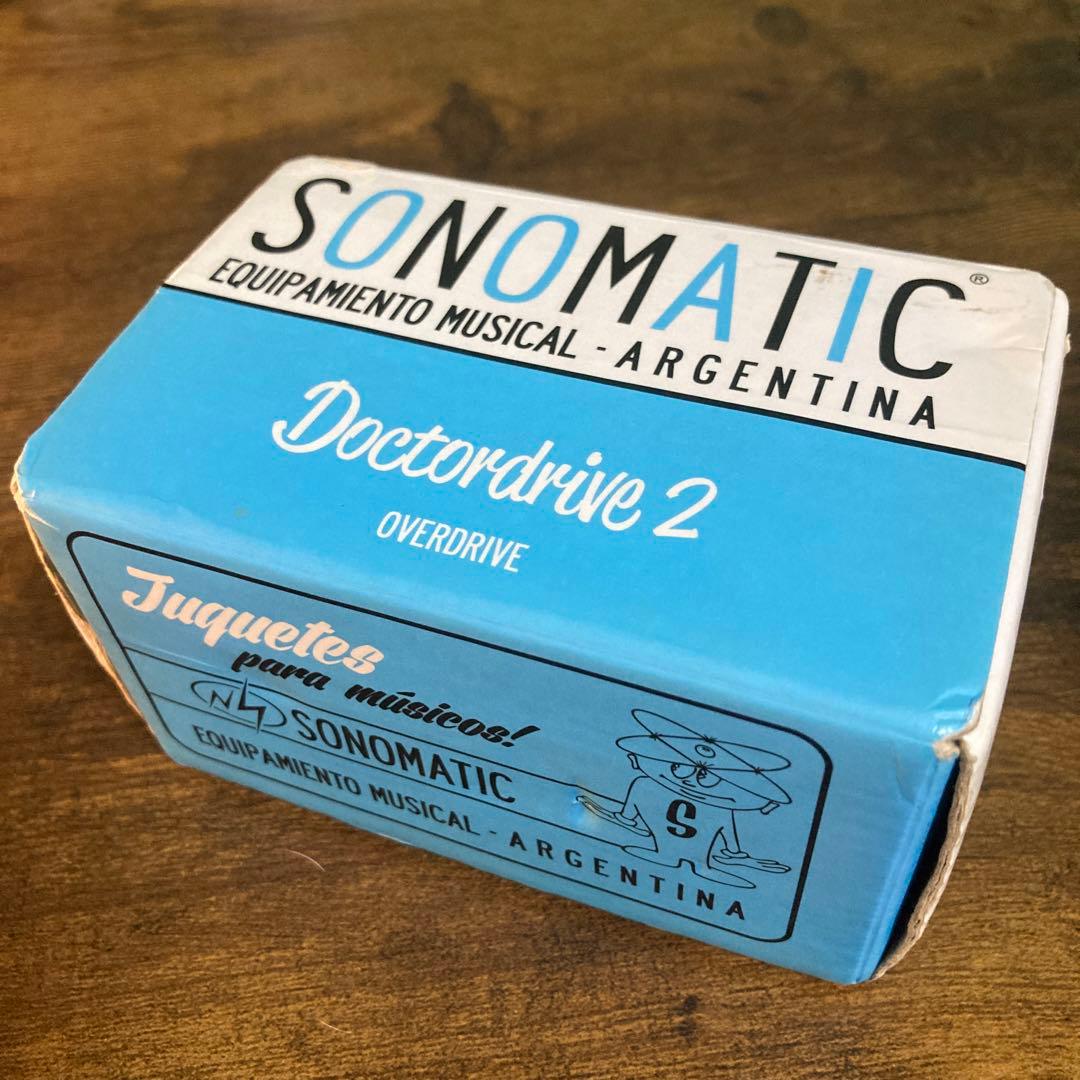 SONOMATIC®
EQUIPAMIENTO MUSICAL - ARGENTINA
Doctordrive 2
OVERDRIVE
Juguetes
para músicos!
N SONOMATIC
EQUIPAMIENTO MUSICAL - ARGENTINA
S